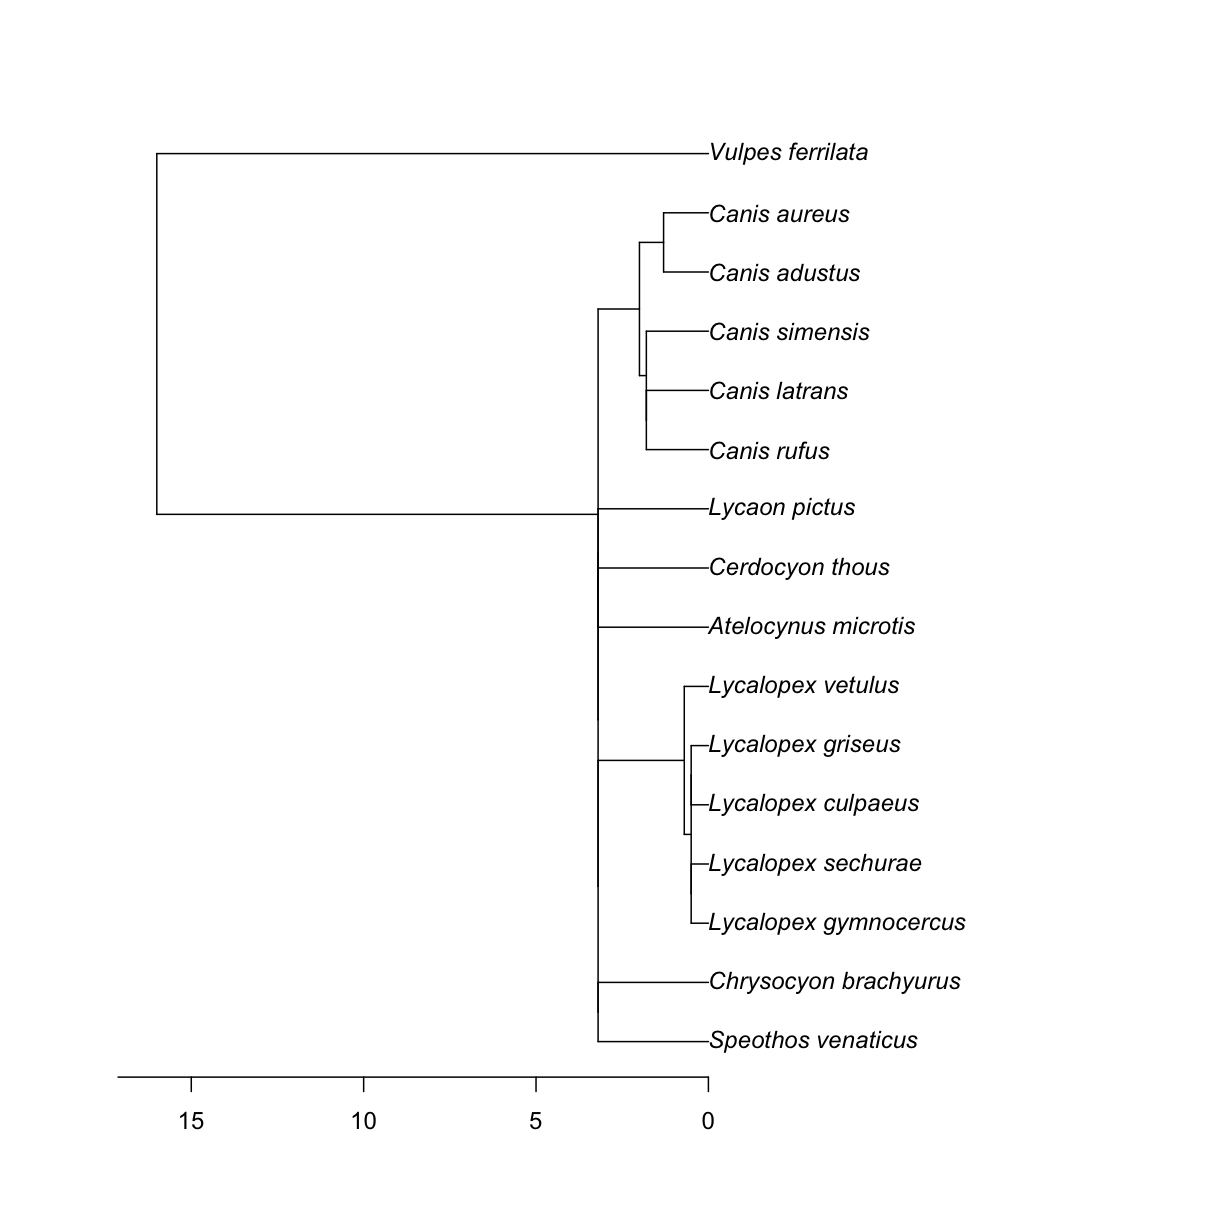 Vulpes ferrilata
Canis aureus
Canis adustus
Canis simensis
Canis latrans
Canis rufus
Lycaon pictus
Cerdocyon thous
Atelocynus microtis
Lycalopex vetulus
Lycalopex griseus
Lycalopex culpaeus
Lycalopex sechurae
Lycalopex gymnocercus
Chrysocyon brachyurus
Speothos venaticus
15 10 5 0